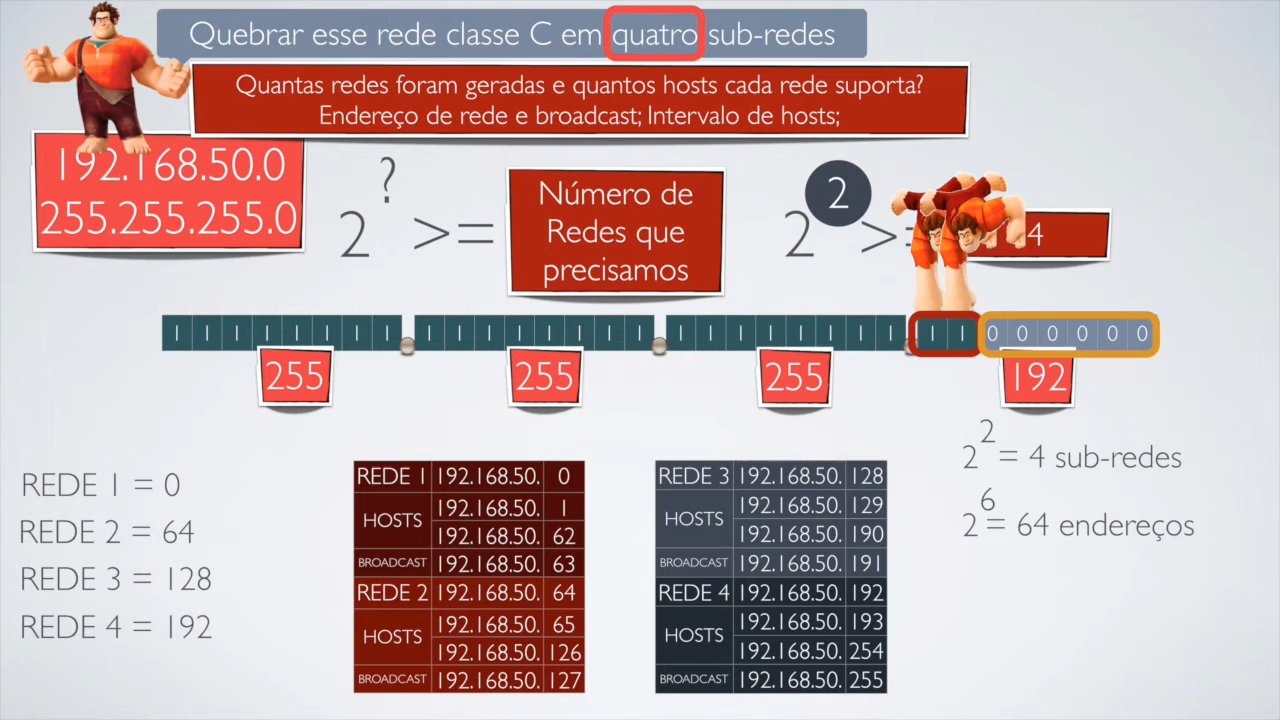 Quebrar esse rede classe C em quatro sub-redes
Quantas redes foram geradas e quantos hosts cada rede suporta?
Endereço de rede e broadcast; Intervalo de hosts;
192.168.50.0
255.255.255.0
2 ? >=
Número de
Redes que
precisamos
2 2 >
4
1 1 1 1 1 1 1 1 1 1 1 1 1 1 1 1 1 1 1 1 1 1 1 1 1 1 0 0 0 0 0 0
255 255 255 192
REDE 1 = 0
REDE 2 = 64
REDE 3 = 128
REDE 4 = 192
REDE 1 192.168.50. 0
HOSTS
192.168.50. 1
192.168.50. 62
BROADCAST 192.168.50. 63
REDE 2 192.168.50. 64
HOSTS
192.168.50. 65
192.168.50. 126
BROADCAST 192.168.50. 127
REDE 3 192.168.50. 128
HOSTS
192.168.50. 129
192.168.50. 190
BROADCAST 192.168.50. 191
REDE 4 192.168.50. 192
HOSTS
192.168.50. 193
192.168.50. 254
BROADCAST 192.168.50. 255
2 2 = 4 sub-redes
2 6 = 64 endereços